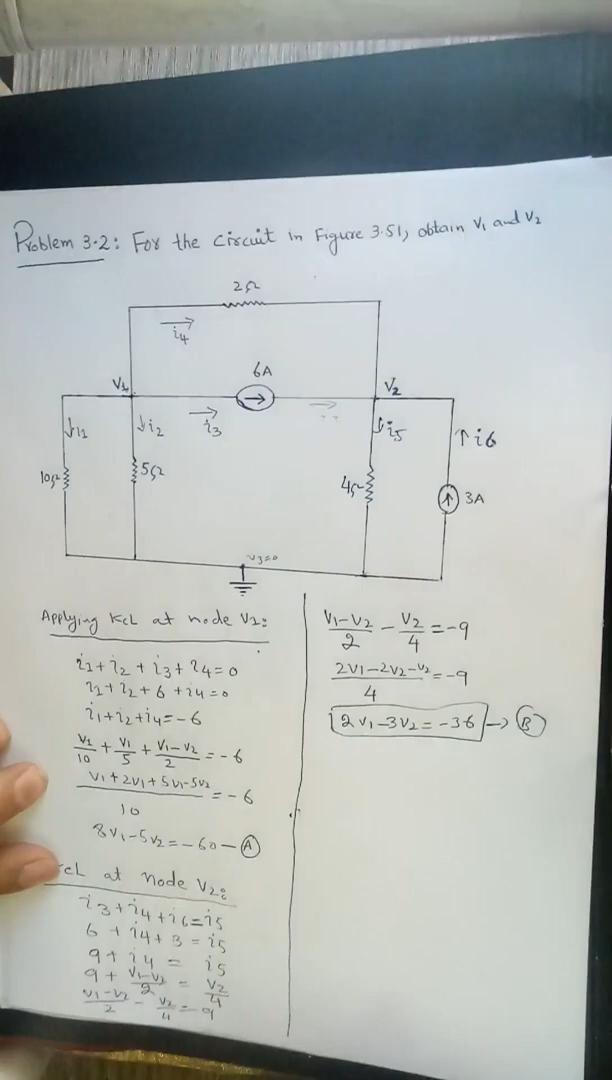 Problem 3.2: For the circuit in Figure 3.51, obtain V1 and V2
2Ω
i4
6A
V1
V2
i1
i2
i3
i5
i6
10Ω
5Ω
4Ω
3A
V3=0
Applying KCL at node V1:
i1+i2+i3+i4=0
i1+i2+6+i4=0
i1+i2+i4=-6
V1/10 + V1/5 + V1-V2/2 = -6
V1+2V1+5V1-5V2/10 = -6
8V1-5V2=-60-Ⓐ
KCL at node V2:
i3+i4+i6=i5
6+i4+3=i5
9+i4=i5
9+V1-V2/2=V2/4
V1-V2/2-V2/4=-9
V1-V2/2-V2/4=-9
2V1-2V2-V2/4=-9
2V1-3V2=-36→Ⓑ